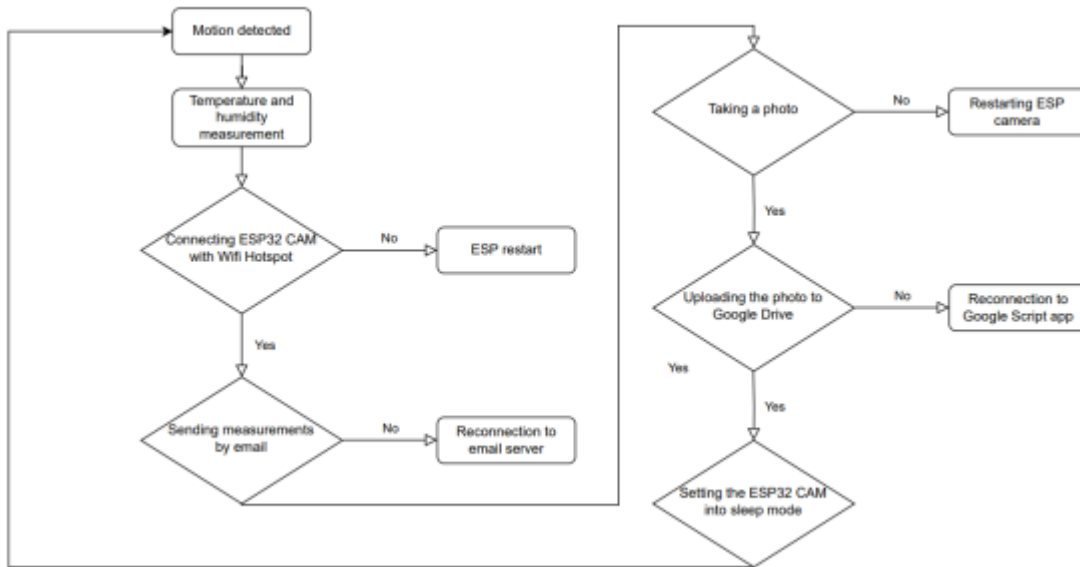 Motion detected
Temperature and
humidity
measurement
Connecting ESP32 CAM
with Wifi Hotspot
No
ESP restart
Yes
Sending measurements
by email
No
Reconnection to
email server
Taking a photo
No
Restarting ESP
camera
Yes
Uploading the photo to
Google Drive
No
Reconnection to
Google Script app
Yes
Yes
Setting the ESP32 CAM
into sleep mode